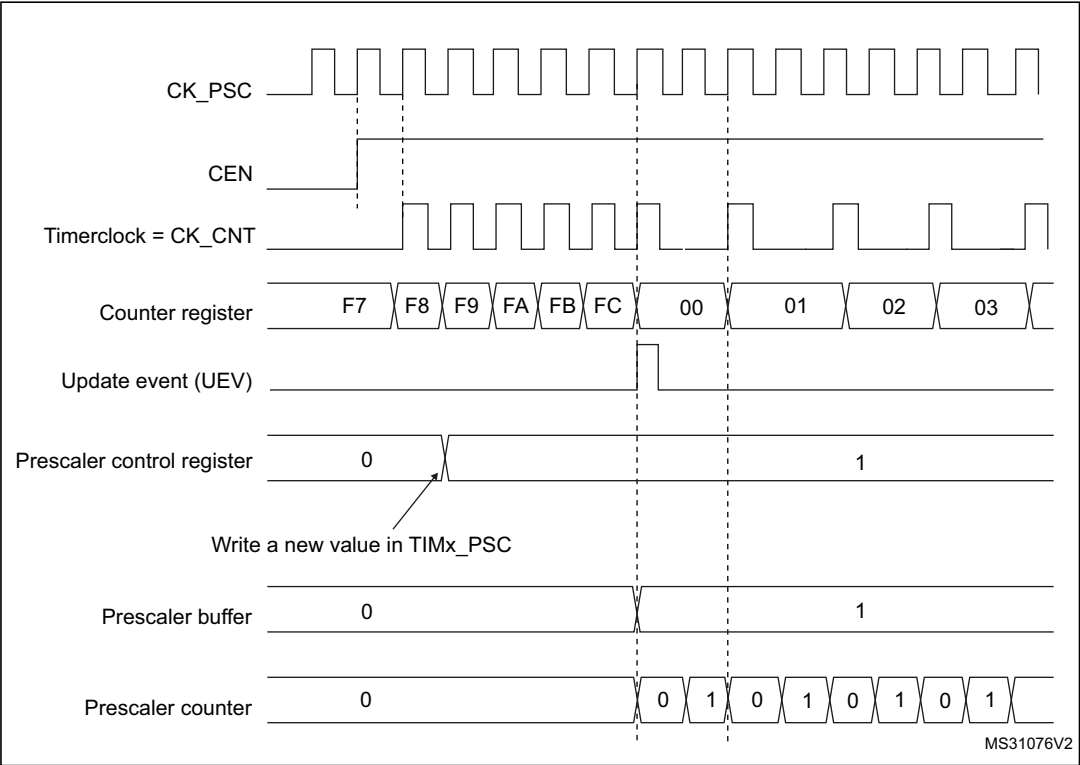 CK_PSC
CEN
Timerclock = CK_CNT
Counter register F7 F8 F9 FA FB FC 00 01 02 03
Update event (UEV)
Prescaler control register 0 1
Write a new value in TIMx_PSC
Prescaler buffer 0 1
Prescaler counter 0 0 1 0 1 0 1 0 1
MS31076V2